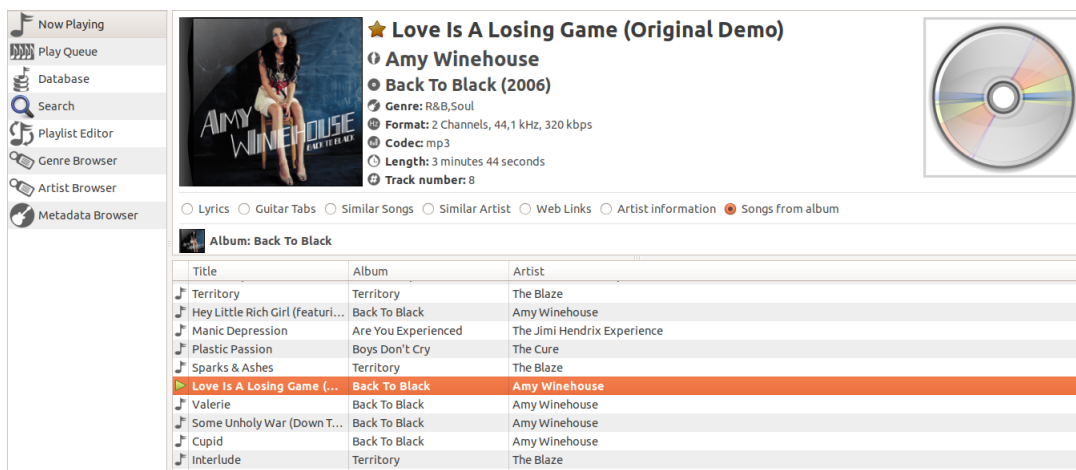 Now Playing
Play Queue
Database
Search
Playlist Editor
Genre Browser
Artist Browser
Metadata Browser
AMY
WINEHOUSE
BACK TO BLACK
Love Is A Losing Game (Original Demo)
Amy Winehouse
Back To Black (2006)
Genre: R&B,Soul
Format: 2 Channels, 44,1 kHz, 320 kbps
Codec: mp3
Length: 3 minutes 44 seconds
Track number: 8
Lyrics Guitar Tabs Similar Songs Similar Artist Web Links Artist information Songs from album
Album: Back To Black
Title Album Artist
Territory Territory The Blaze
Hey Little Rich Girl (Featuri... Back To Black Amy Winehouse
Manic Depression Are You Experienced The Jimi Hendrix Experience
Plastic Passion Boys Don't Cry The Cure
Sparks & Ashes Territory The Blaze
Love Is A Losing Game (... Back To Black Amy Winehouse
Valerie Back To Black Amy Winehouse
Some Unholy War (Down T... Back To Black Amy Winehouse
Cupid Back To Black Amy Winehouse
Interlude Territory The Blaze